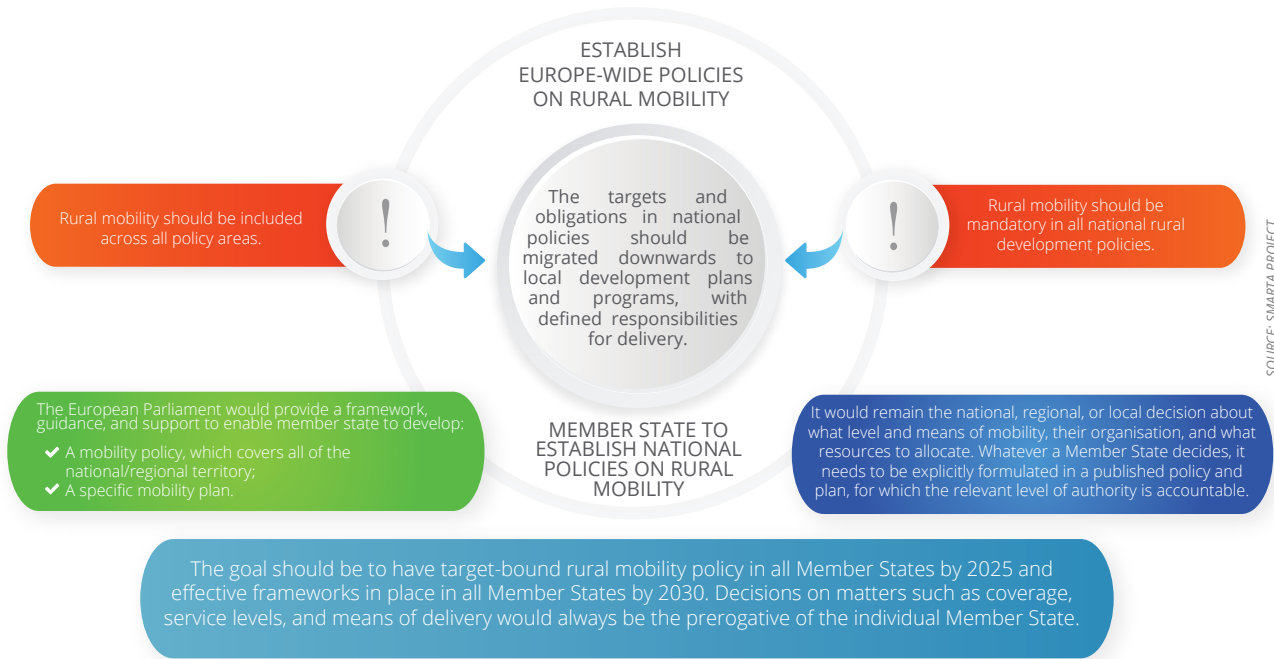 ESTABLISH
EUROPE-WIDE POLICIES
ON RURAL MOBILITY
Rural mobility should be included
across all policy areas.
!
The targets and
obligations in national
policies should be
migrated downwards to
local development plans
and programs, with
defined responsibilities
for delivery.
!
Rural mobility should be
mandatory in all national rural
development policies.
SOURCE: SMARTA PROJECT
The European Parliament would provide a framework,
guidance, and support to enable member state to develop:
✔ A mobility policy, which covers all of the
national/regional territory;
✔ A specific mobility plan.
MEMBER STATE TO
ESTABLISH NATIONAL
POLICIES ON RURAL
MOBILITY
It would remain the national, regional, or local decision about
what level and means of mobility, their organisation, and what
resources to allocate. Whatever a Member State decides, it
needs to be explicitly formulated in a published policy and
plan, for which the relevant level of authority is accountable.
The goal should be to have target-bound rural mobility policy in all Member States by 2025 and
effective frameworks in place in all Member States by 2030. Decisions on matters such as coverage,
service levels, and means of delivery would always be the prerogative of the individual Member State.